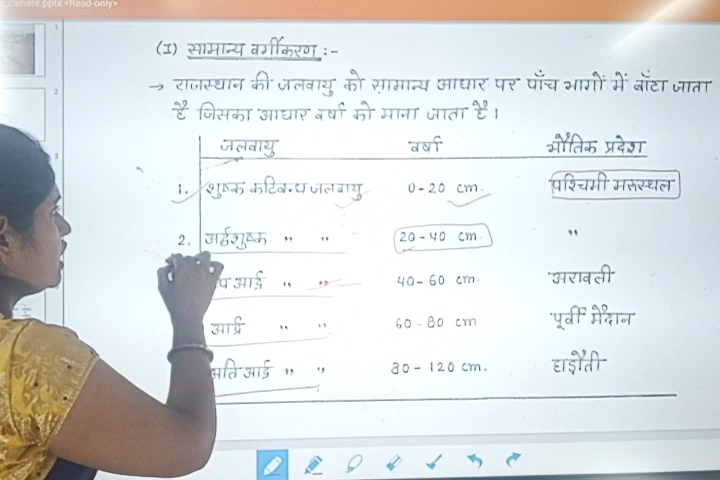 climate.pptx <Read-only>
(I) सामान्य वर्गीकरण :-
→ राजस्थान की जलवायु को सामान्य आधार पर पाँच भागों में बाँटा जाता
है जिसका आधार वर्षा को माना जाता है।
जलवायु वर्षा भौतिक प्रदेश
1. शुष्क कटिबन्ध जलवायु 0-20 cm. पश्चिमी मरूस्थल
2. अर्द्धशुष्क " " 20-40 cm. "
प आर्द्र " " 40-60 cm. अरावली
आर्द्र " " 60-80 cm पूर्वी मैदान
अति आर्द्र " " 80-120 cm. हाड़ौती